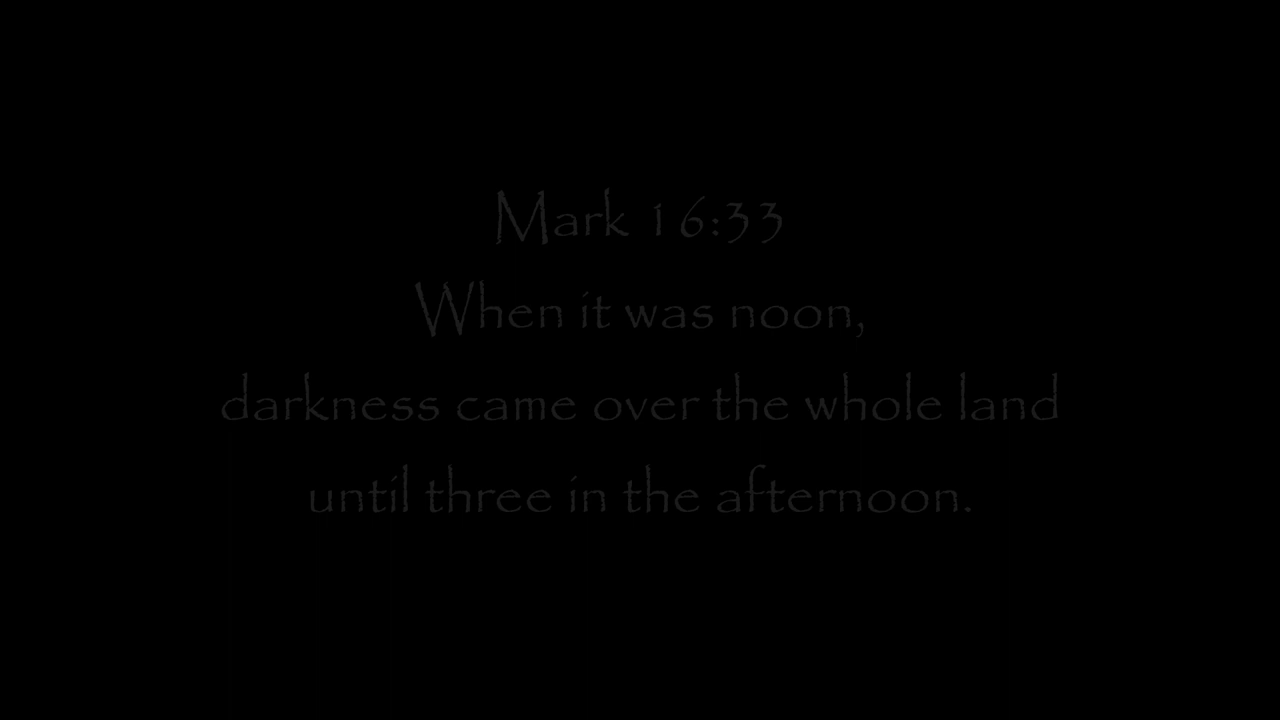 Mark 16:33
When it was noon,
darkness came over the whole land
until three in the afternoon.